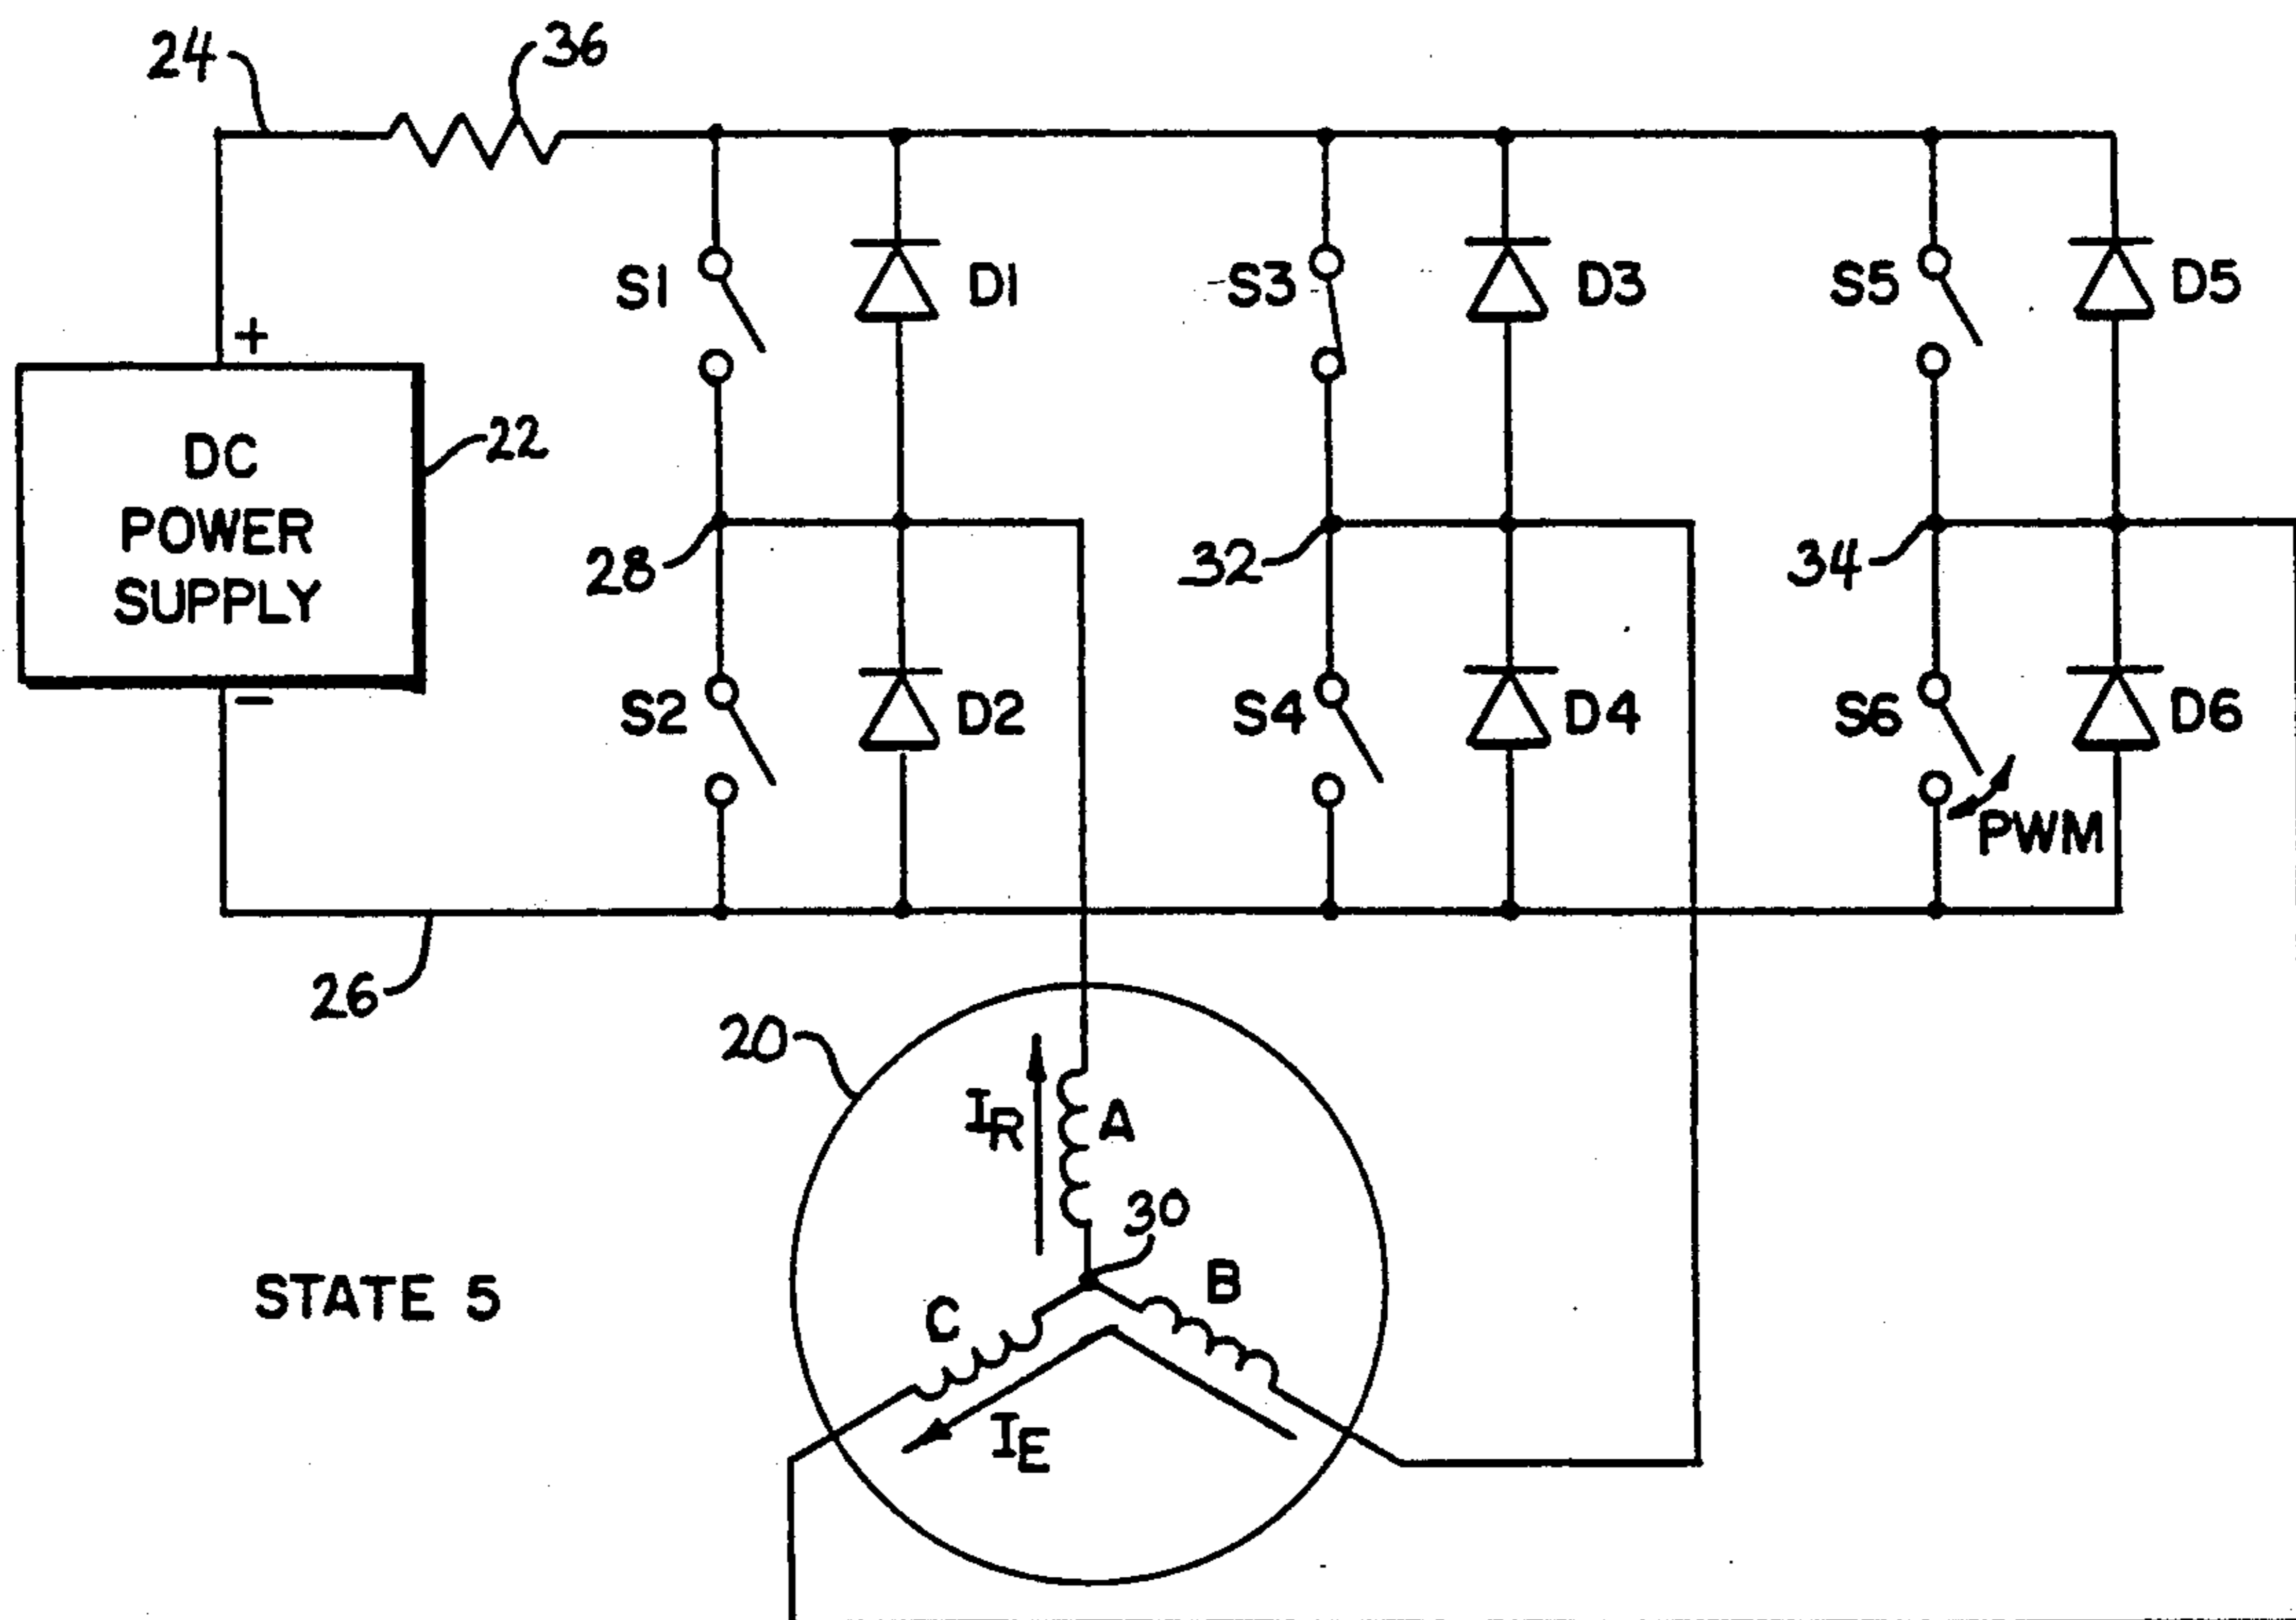 24
36
+
S1
D1
S3
D3
S5
D5
DC
POWER
SUPPLY
22
28
32
34
−
S2
D2
S4
D4
S6
D6
PWM
26
20
IR
A
30
B
C
IE
STATE 5